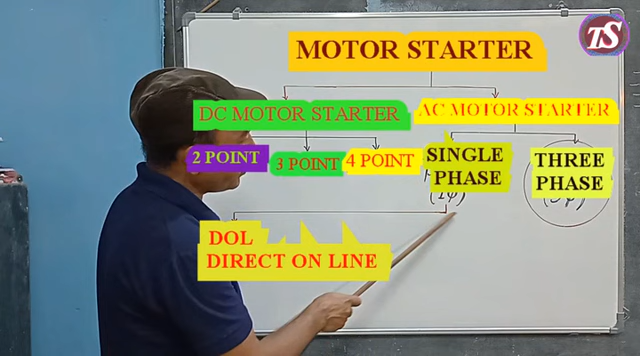 TS
MOTOR STARTER
DC MOTOR STARTER
AC MOTOR STARTER
2 POINT
3 POINT
4 POINT
SINGLE
PHASE
THREE
PHASE
(1φ)
DOL
DIRECT ON LINE